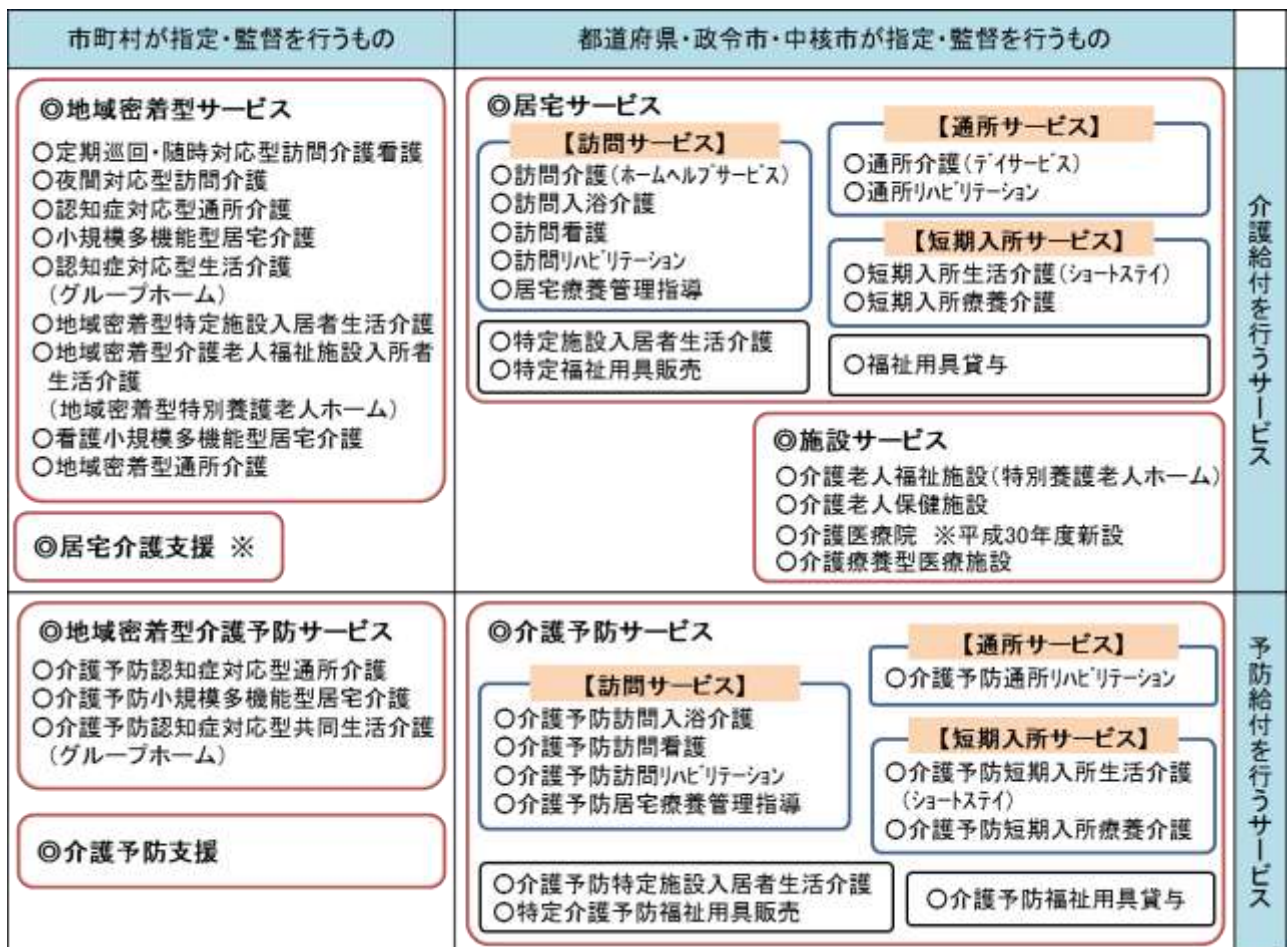 市町村が指定・監督を行うもの
都道府県・政令市・中核市が指定・監督を行うもの
介護給付を行うサービス
◎地域密着型サービス
○定期巡回・随時対応型訪問介護看護
○夜間対応型訪問介護
○認知症対応型通所介護
○小規模多機能型居宅介護
○認知症対応型生活介護
(グループホーム)
○地域密着型特定施設入居者生活介護
○地域密着型介護老人福祉施設入所者
生活介護
(地域密着型特別養護老人ホーム)
○看護小規模多機能型居宅介護
○地域密着型通所介護
◎居宅介護支援 ※
◎居宅サービス
【訪問サービス】
○訪問介護(ホームヘルプサービス)
○訪問入浴介護
○訪問看護
○訪問リハビリテーション
○居宅療養管理指導
【通所サービス】
○通所介護(デイサービス)
○通所リハビリテーション
【短期入所サービス】
○短期入所生活介護(ショートステイ)
○短期入所療養介護
○特定施設入居者生活介護
○特定福祉用具販売
○福祉用具貸与
◎施設サービス
○介護老人福祉施設(特別養護老人ホーム)
○介護老人保健施設
○介護医療院 ※平成30年度新設
○介護療養型医療施設
予防給付を行うサービス
◎地域密着型介護予防サービス
○介護予防認知症対応型通所介護
○介護予防小規模多機能型居宅介護
○介護予防認知症対応型共同生活介護
(グループホーム)
◎介護予防支援
◎介護予防サービス
【訪問サービス】
○介護予防訪問入浴介護
○介護予防訪問看護
○介護予防訪問リハビリテーション
○介護予防居宅療養管理指導
【通所サービス】
○介護予防通所リハビリテーション
【短期入所サービス】
○介護予防短期入所生活介護
(ショートステイ)
○介護予防短期入所療養介護
○介護予防特定施設入居者生活介護
○特定介護予防福祉用具販売
○介護予防福祉用具貸与